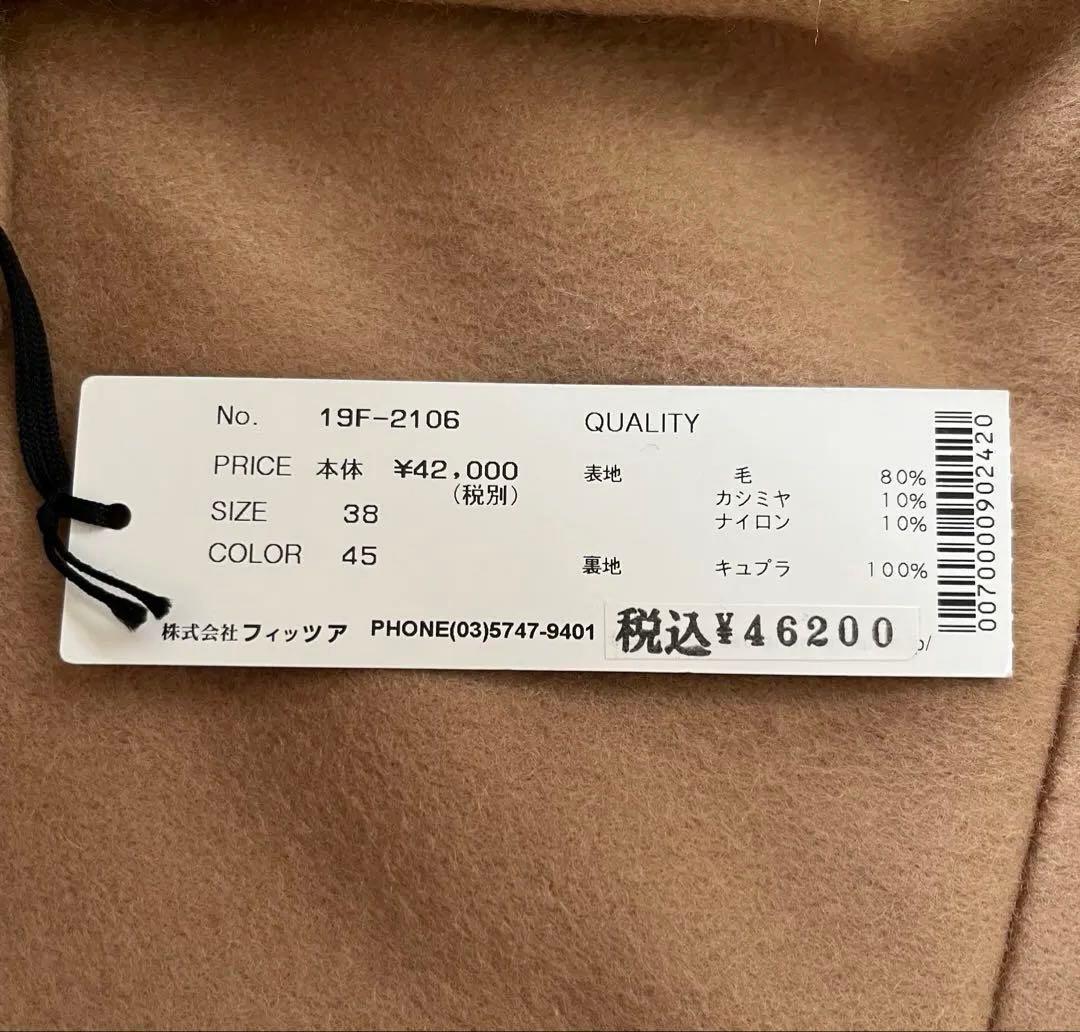 No. 19F-2106
PRICE 本体 ¥42,000
(税別)
SIZE 38
COLOR 45
QUALITY
表地 毛 80%
カシミヤ 10%
ナイロン 10%
裏地 キュプラ 100%
株式会社フィッツア PHONE(03)5747-9401
税込¥46200
0070000902420